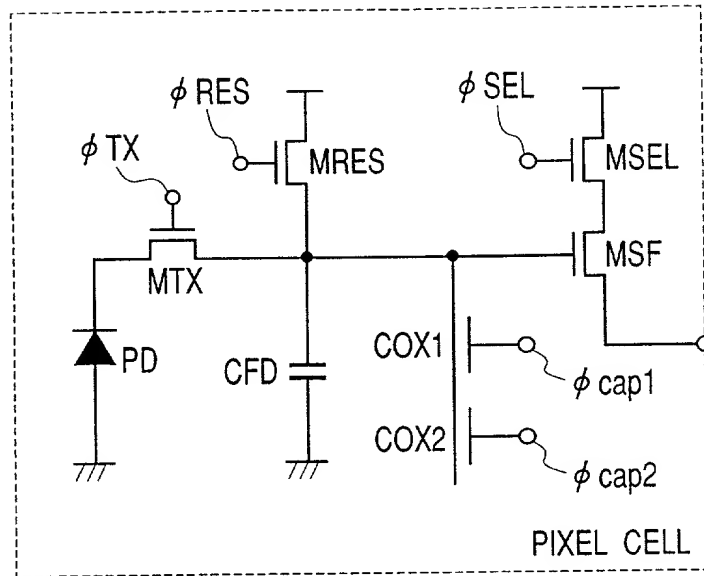 φ RES
φ SEL
φ TX
MRES
MSEL
MTX
MSF
PD
CFD
COX1
φ cap1
COX2
φ cap2
PIXEL CELL